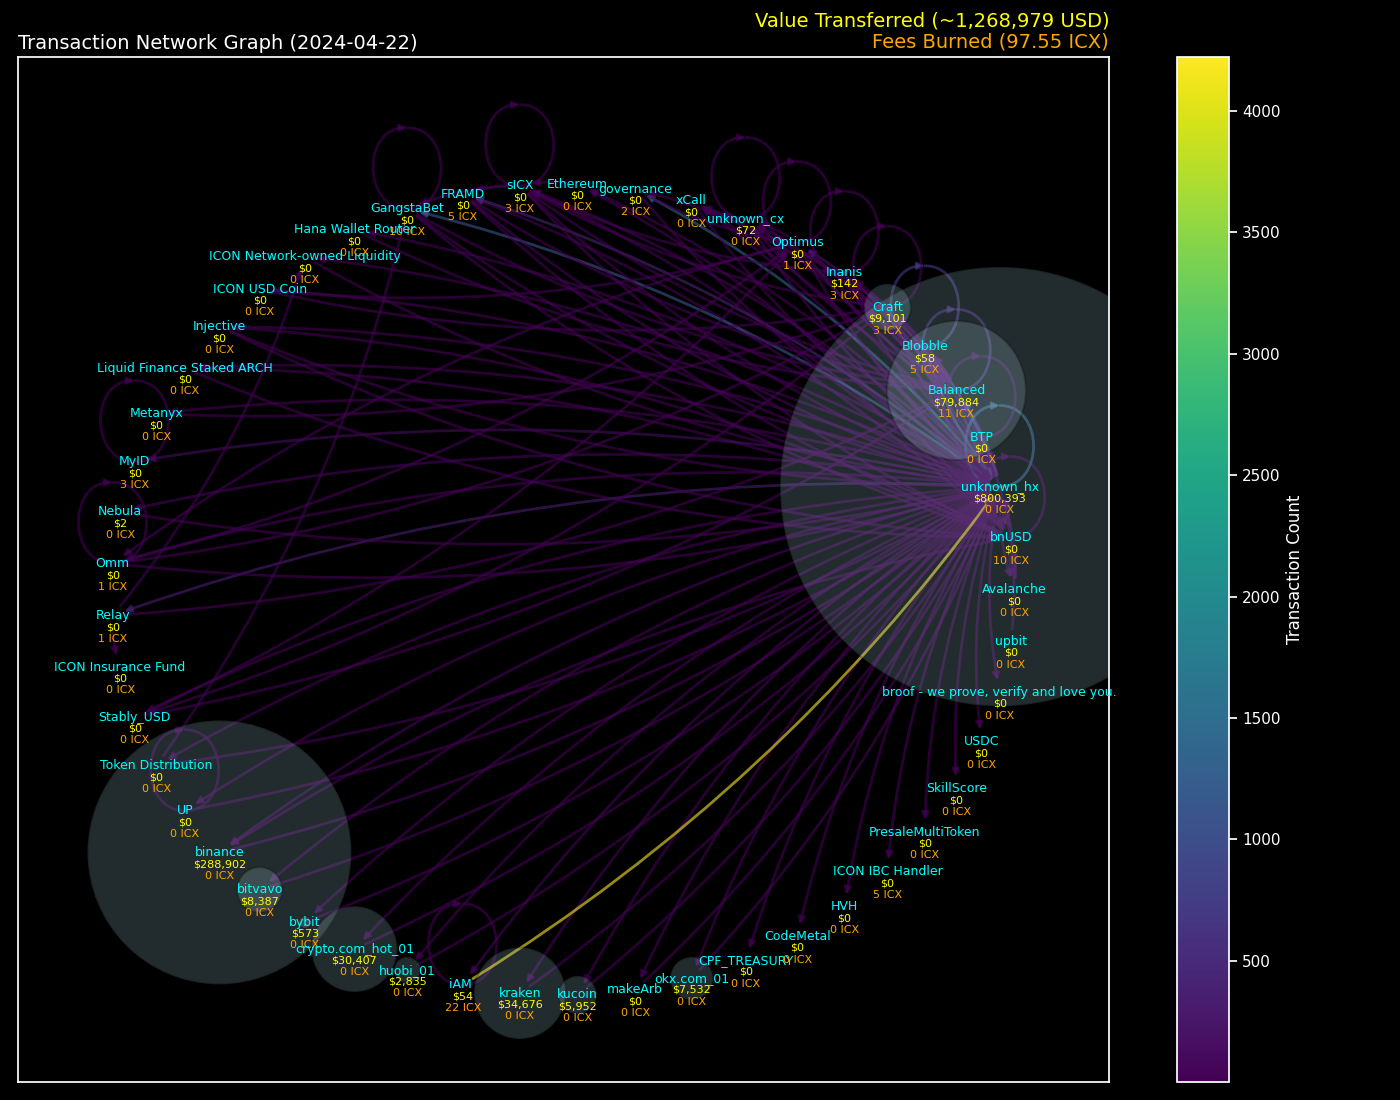 Value Transferred (~1,268,979 USD)
Transaction Network Graph (2024-04-22)
Fees Burned (97.55 ICX)
sICX
$0
3 ICX
Ethereum
$0
0 ICX
governance
$0
2 ICX
FRAMD
$0
5 ICX
xCall
$0
0 ICX
GangstaBet
$0
10 ICX
unknown_cx
$72
0 ICX
Hana Wallet Router
$0
0 ICX
Optimus
$0
1 ICX
ICON Network-owned Liquidity
$0
0 ICX
Inanis
$142
3 ICX
ICON USD Coin
$0
0 ICX
Craft
$9,101
3 ICX
Injective
$0
0 ICX
Blobble
$58
5 ICX
Liquid Finance Staked ARCH
$0
0 ICX
Balanced
$79,884
11 ICX
Metanyx
$0
0 ICX
BTP
$0
0 ICX
MyID
$0
3 ICX
unknown_hx
$800,393
0 ICX
Nebula
$2
0 ICX
bnUSD
$0
10 ICX
Omm
$0
1 ICX
Avalanche
$0
0 ICX
Relay
$0
1 ICX
upbit
$0
0 ICX
ICON Insurance Fund
$0
0 ICX
broof - we prove, verify and love you.
$0
0 ICX
Stably_USD
$0
0 ICX
USDC
$0
0 ICX
Token Distribution
$0
0 ICX
SkillScore
$0
0 ICX
UP
$0
0 ICX
PresaleMultiToken
$0
0 ICX
binance
$288,902
0 ICX
ICON IBC Handler
$0
5 ICX
bitvavo
$8,387
0 ICX
HVH
$0
0 ICX
bybit
$573
0 ICX
CodeMetal
$0
0 ICX
crypto.com_hot_01
$30,407
0 ICX
CPF_TREASURY
$0
0 ICX
huobi_01
$2,835
0 ICX
okx.com_01
$7,532
0 ICX
iAM
$54
22 ICX
makeArb
$0
0 ICX
kraken
$34,676
0 ICX
kucoin
$5,952
0 ICX
4000
3500
3000
2500
2000
1500
1000
500
Transaction Count